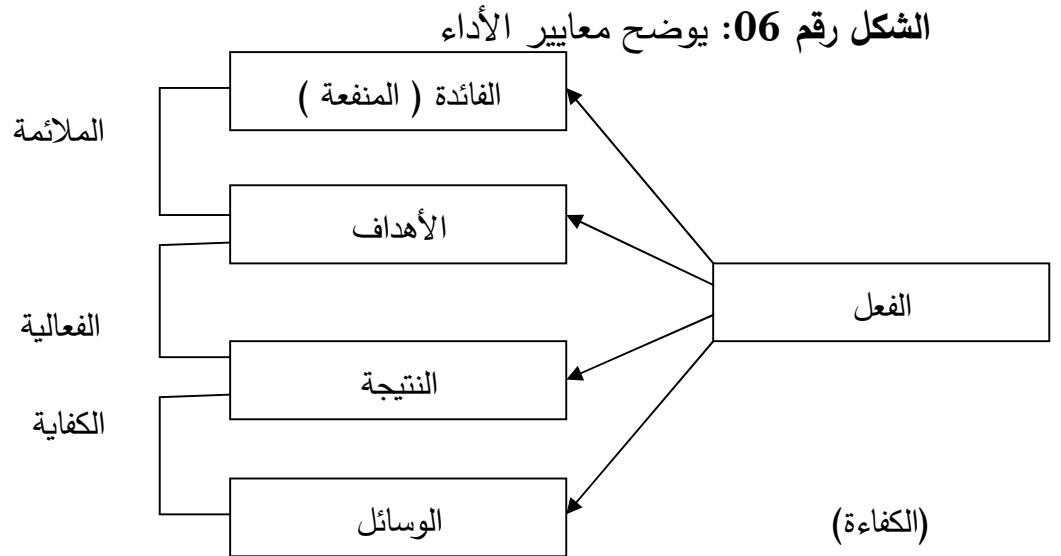 الشكل رقم 06: يوضح معايير الأداء
الفائدة ( المنفعة )
الملائمة
الأهداف
الفعل
الفعالية
النتيجة
الكفاية
الوسائل
(الكفاءة)